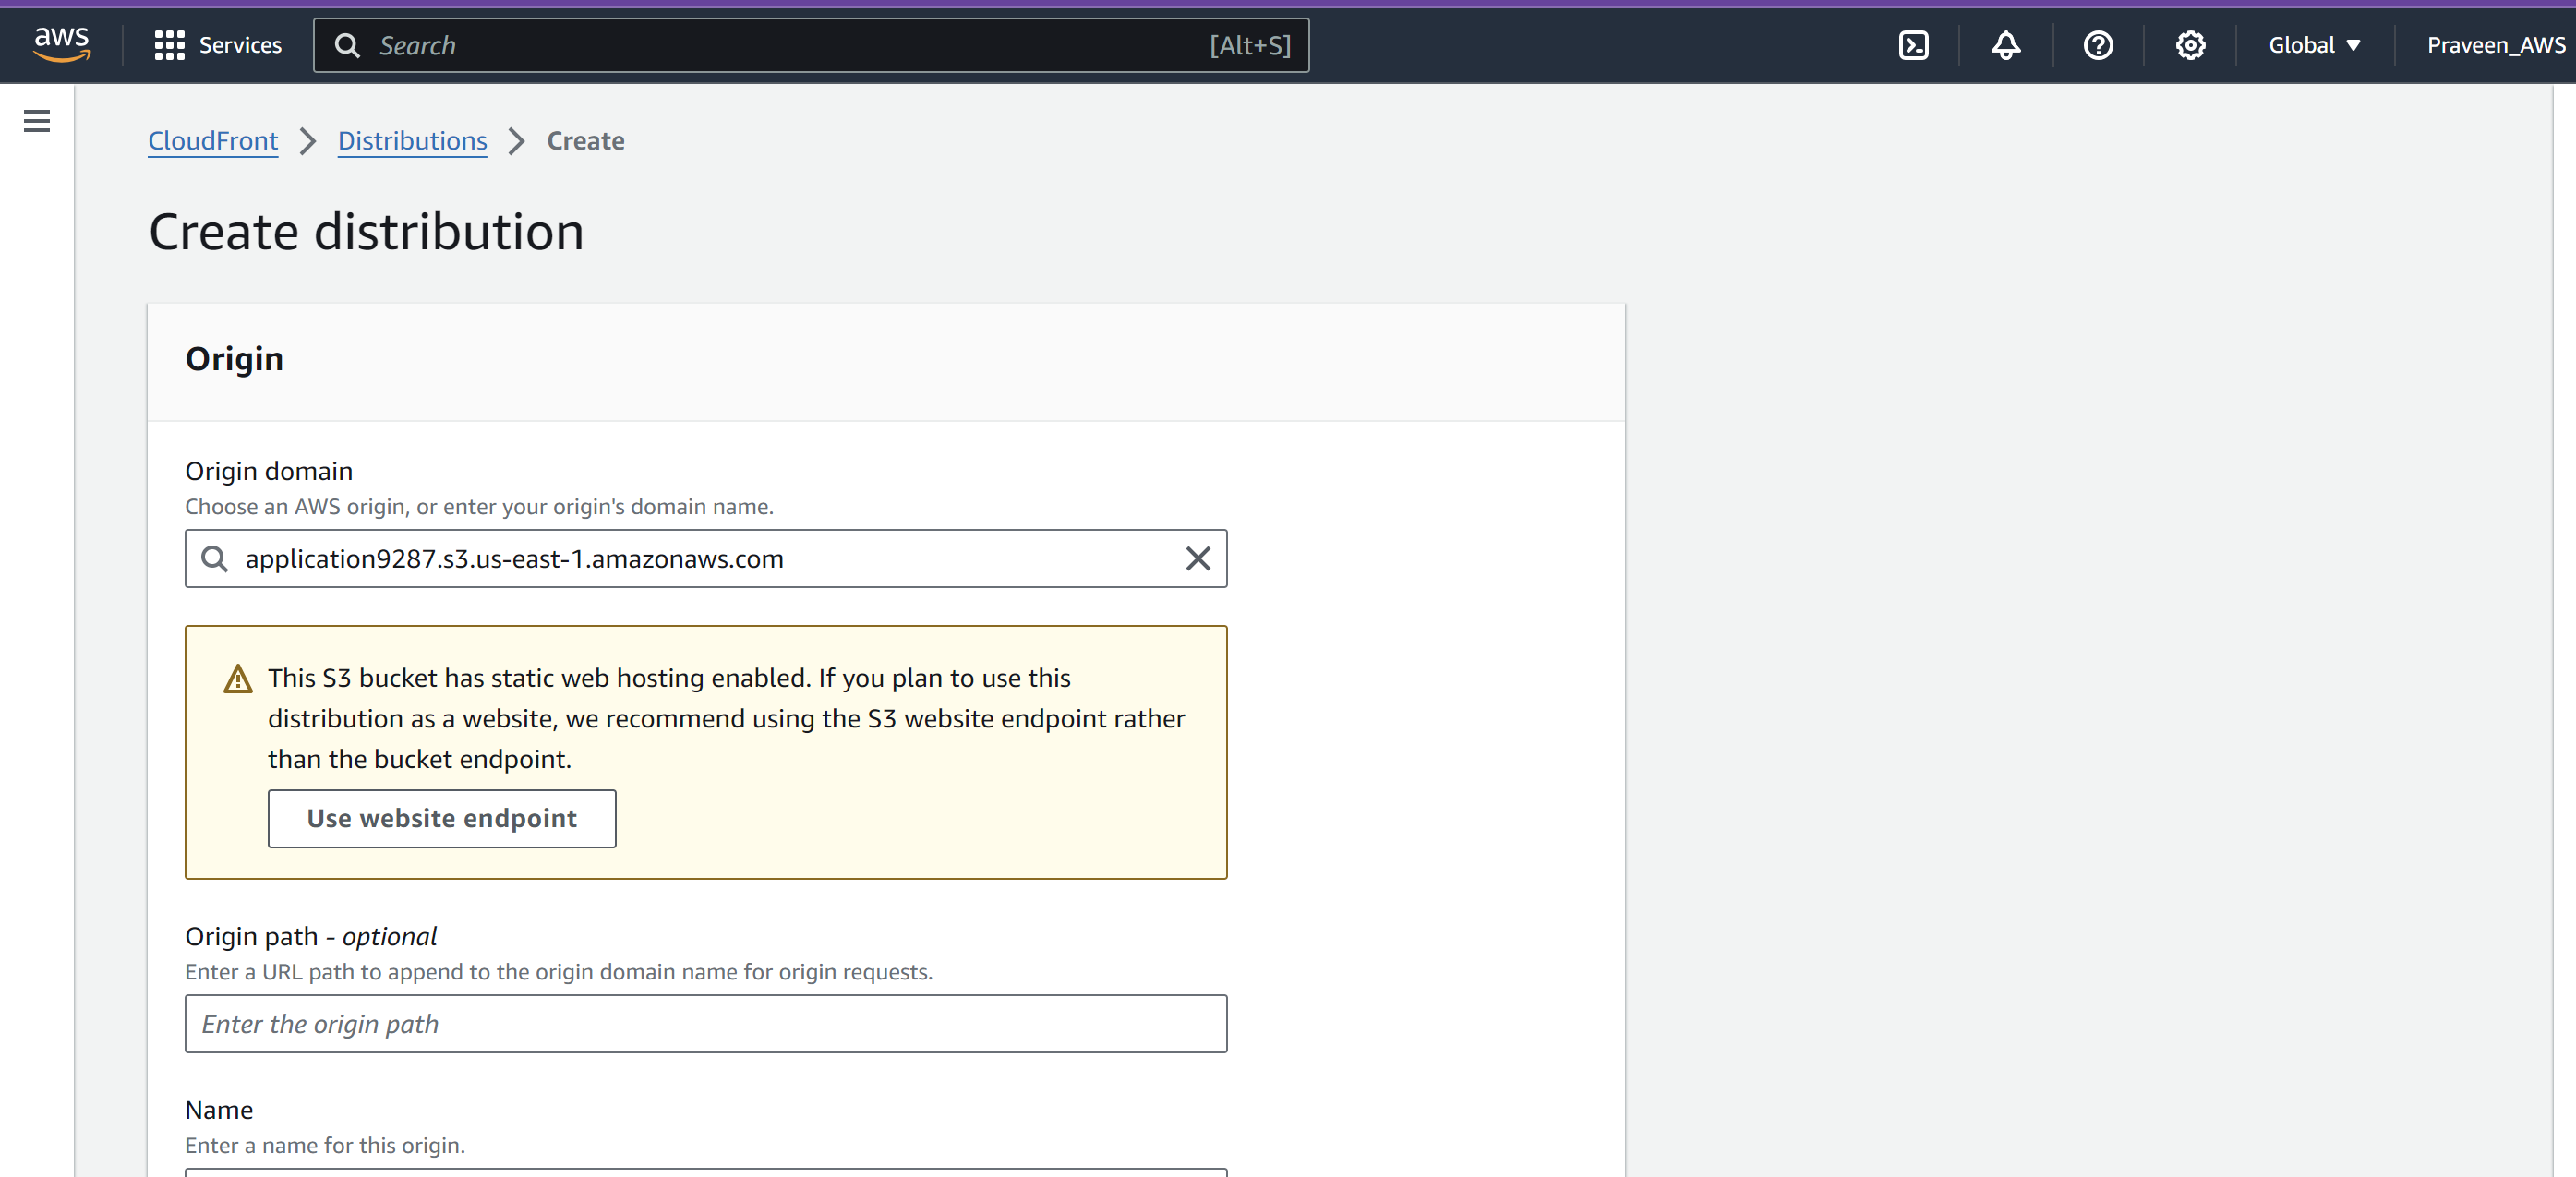 aws
Services
Search
[Alt+S]
Global
Praveen_AWS
CloudFront
Distributions
Create
Create distribution
Origin
Origin domain
Choose an AWS origin, or enter your origin's domain name.
application9287.s3.us-east-1.amazonaws.com
This S3 bucket has static web hosting enabled. If you plan to use this
distribution as a website, we recommend using the S3 website endpoint rather
than the bucket endpoint.
Use website endpoint
Origin path - optional
Enter a URL path to append to the origin domain name for origin requests.
Enter the origin path
Name
Enter a name for this origin.